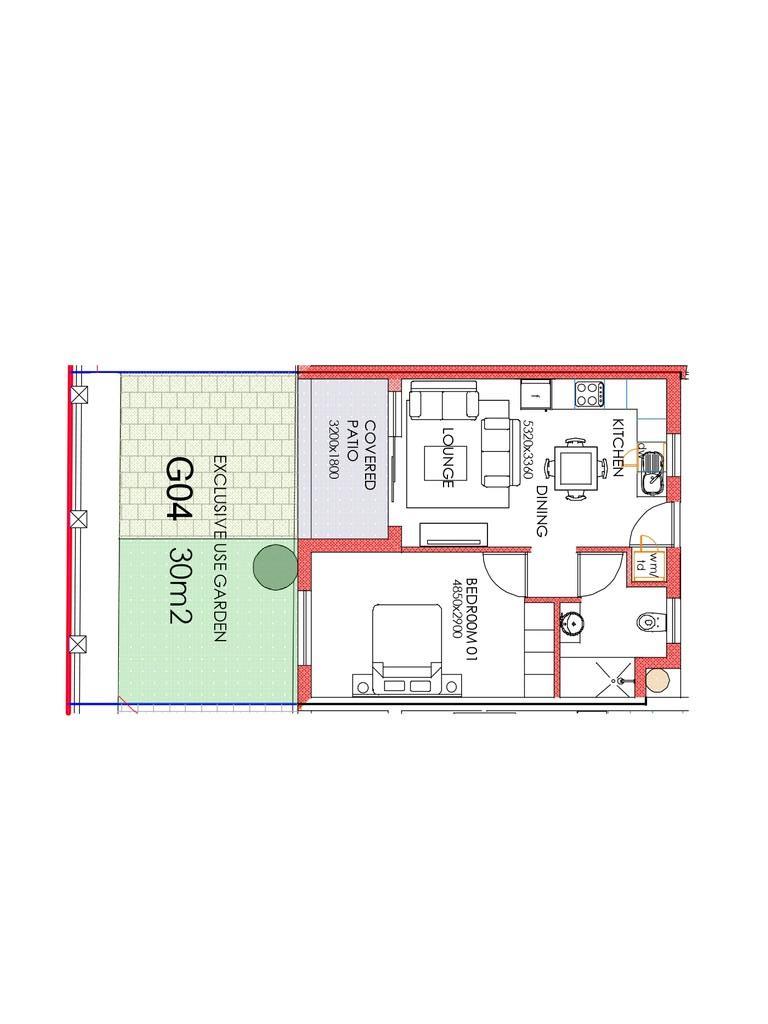 EXCLUSIVE USE GARDEN
G04 30m2
COVERED
PATIO
3200x1800
LOUNGE
5320x3360
DINING
KITCHEN
f
dw
wm/
td
BEDROOM 01
4850x2900